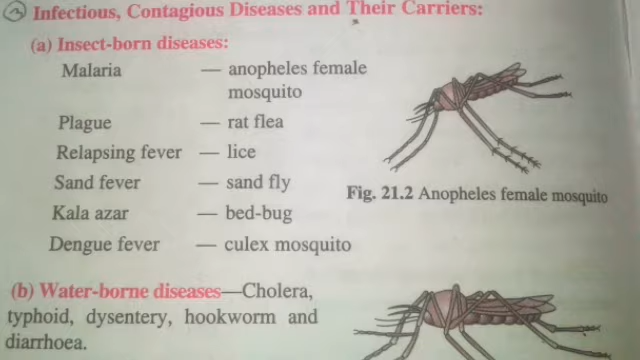 3 Infectious, Contagious Diseases and Their Carriers:
(a) Insect-born diseases:
Malaria — anopheles female
mosquito
Plague — rat flea
Relapsing fever — lice
Sand fever — sand fly
Kala azar — bed-bug
Dengue fever — culex mosquito
Fig. 21.2 Anopheles female mosquito
(b) Water-borne diseases—Cholera,
typhoid, dysentery, hookworm and
diarrhoea.